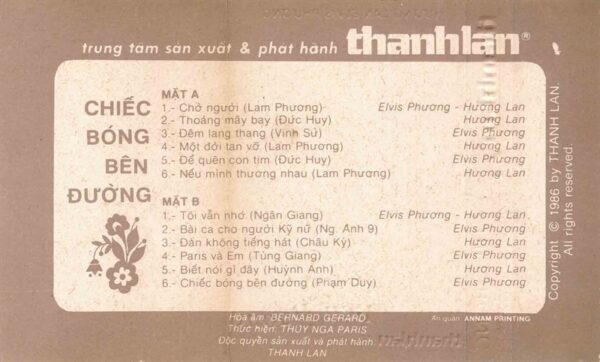 trung tâm sản xuất & phát hành thanhlan®
CHIẾC
BÓNG
BÊN
ĐƯỜNG
MẶT A
1.- Chờ người (Lam Phương) Elvis Phương - Hương Lan
2.- Thoáng mây bay (Đức Huy) Hương Lan
3.- Đêm lang thang (Vinh Sử) Elvis Phương
4.- Một đời tan vỡ (Lam Phương) Hương Lan
5.- Để quên con tim (Đức Huy) Elvis Phương
6.- Nếu mình thương nhau (Lam Phương) Hương Lan
MẶT B
1.- Tôi vẫn nhớ (Ngân Giang) Elvis Phương - Hương Lan
2.- Bài ca cho người Kỹ nữ (Ng. Ánh 9) Elvis Phương
3.- Đàn không tiếng hát (Châu Kỳ) Hương Lan
4.- Paris và Em (Tùng Giang) Elvis Phương
5.- Biết nói gì đây (Huỳnh Anh) Hương Lan
6.- Chiếc bóng bên đường (Phạm Duy) Elvis Phương
Copyright © 1986 by THANH LAN.
All rights reserved.
Hòa âm: BERNARD GERARD
Ấn quán: ANNAM PRINTING
Thực hiện: THUY NGA PARIS
Độc quyền sản xuất và phát hành
THANH LAN